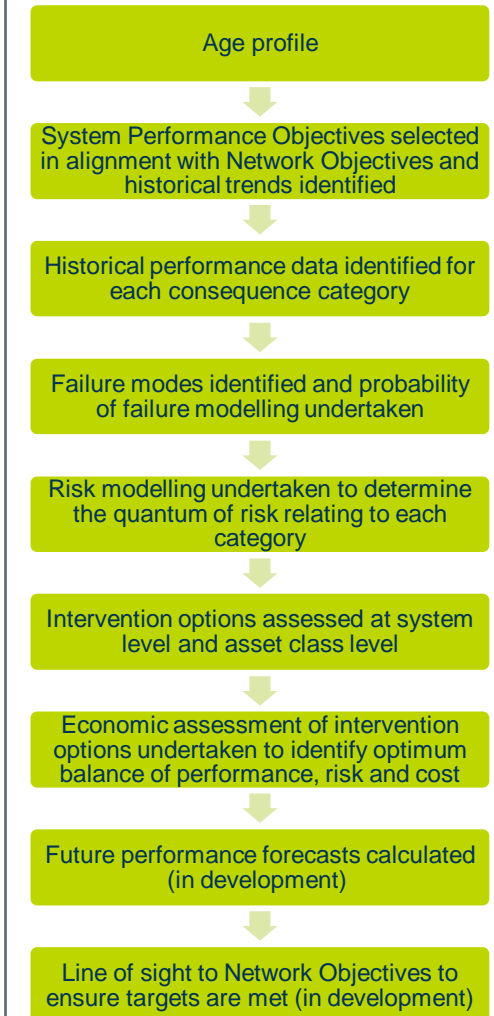 Age profile
System Performance Objectives selected
in alignment with Network Objectives and
historical trends identified
Historical performance data identified for
each consequence category
Failure modes identified and probability
of failure modelling undertaken
Risk modelling undertaken to determine
the quantum of risk relating to each
category
Intervention options assessed at system
level and asset class level
Economic assessment of intervention
options undertaken to identify optimum
balance of performance, risk and cost
Future performance forecasts calculated
(in development)
Line of sight to Network Objectives to
ensure targets are met (in development)